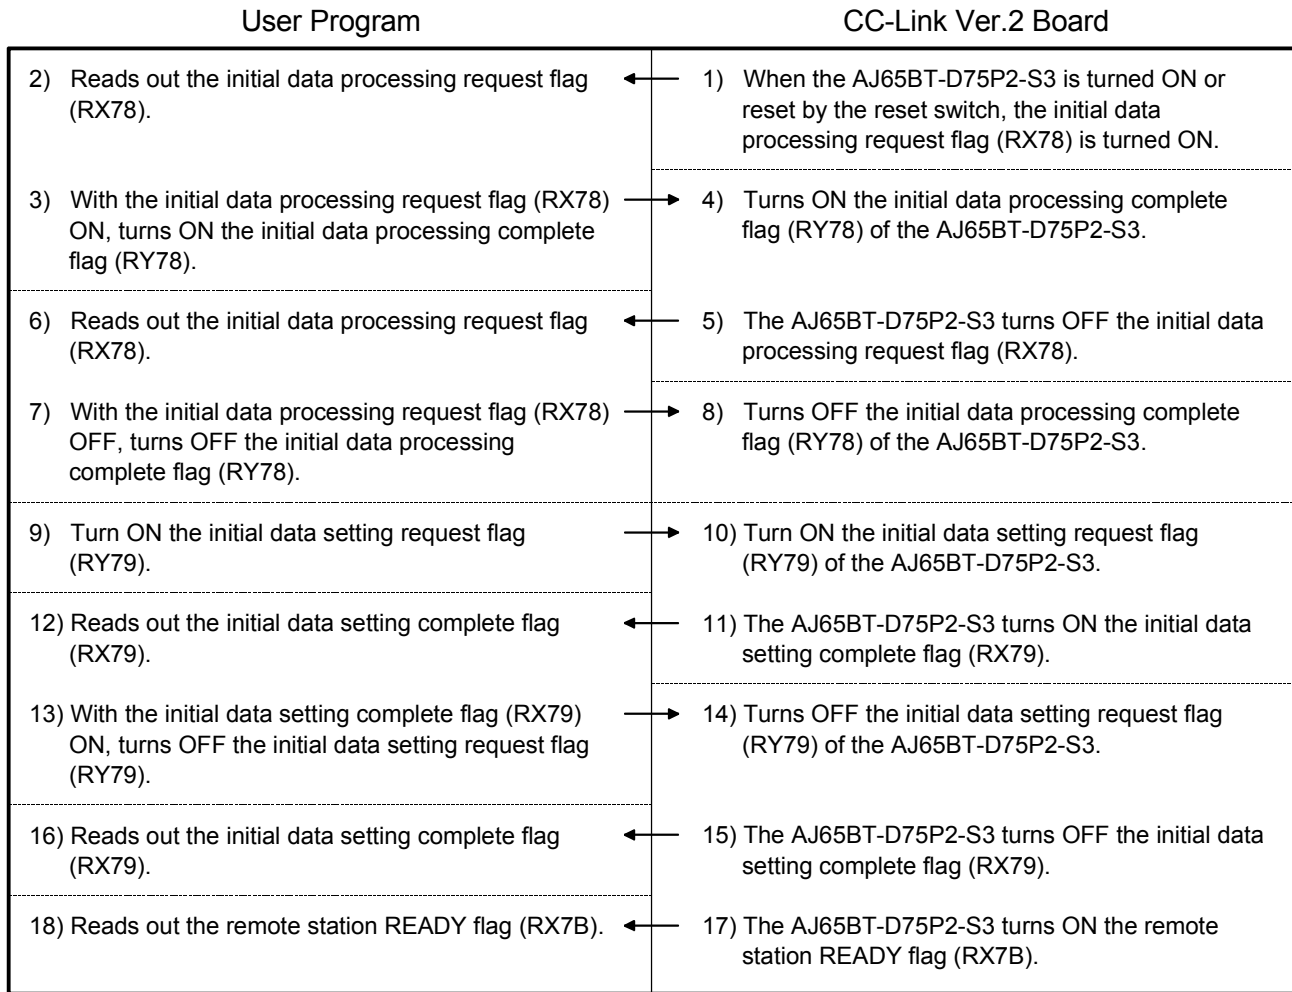 User Program
CC-Link Ver.2 Board
2) Reads out the initial data processing request flag
(RX78).
1) When the AJ65BT-D75P2-S3 is turned ON or
reset by the reset switch, the initial data
processing request flag (RX78) is turned ON.
3) With the initial data processing request flag (RX78)
ON, turns ON the initial data processing complete
flag (RY78).
4) Turns ON the initial data processing complete
flag (RY78) of the AJ65BT-D75P2-S3.
6) Reads out the initial data processing request flag
(RX78).
5) The AJ65BT-D75P2-S3 turns OFF the initial data
processing request flag (RX78).
7) With the initial data processing request flag (RX78)
OFF, turns OFF the initial data processing
complete flag (RY78).
8) Turns OFF the initial data processing complete
flag (RY78) of the AJ65BT-D75P2-S3.
9) Turn ON the initial data setting request flag
(RY79).
10) Turn ON the initial data setting request flag
(RY79) of the AJ65BT-D75P2-S3.
12) Reads out the initial data setting complete flag
(RX79).
11) The AJ65BT-D75P2-S3 turns ON the initial data
setting complete flag (RX79).
13) With the initial data setting complete flag (RX79)
ON, turns OFF the initial data setting request flag
(RY79).
14) Turns OFF the initial data setting request flag
(RY79) of the AJ65BT-D75P2-S3.
16) Reads out the initial data setting complete flag
(RX79).
15) The AJ65BT-D75P2-S3 turns OFF the initial data
setting complete flag (RX79).
18) Reads out the remote station READY flag (RX7B).
17) The AJ65BT-D75P2-S3 turns ON the remote
station READY flag (RX7B).